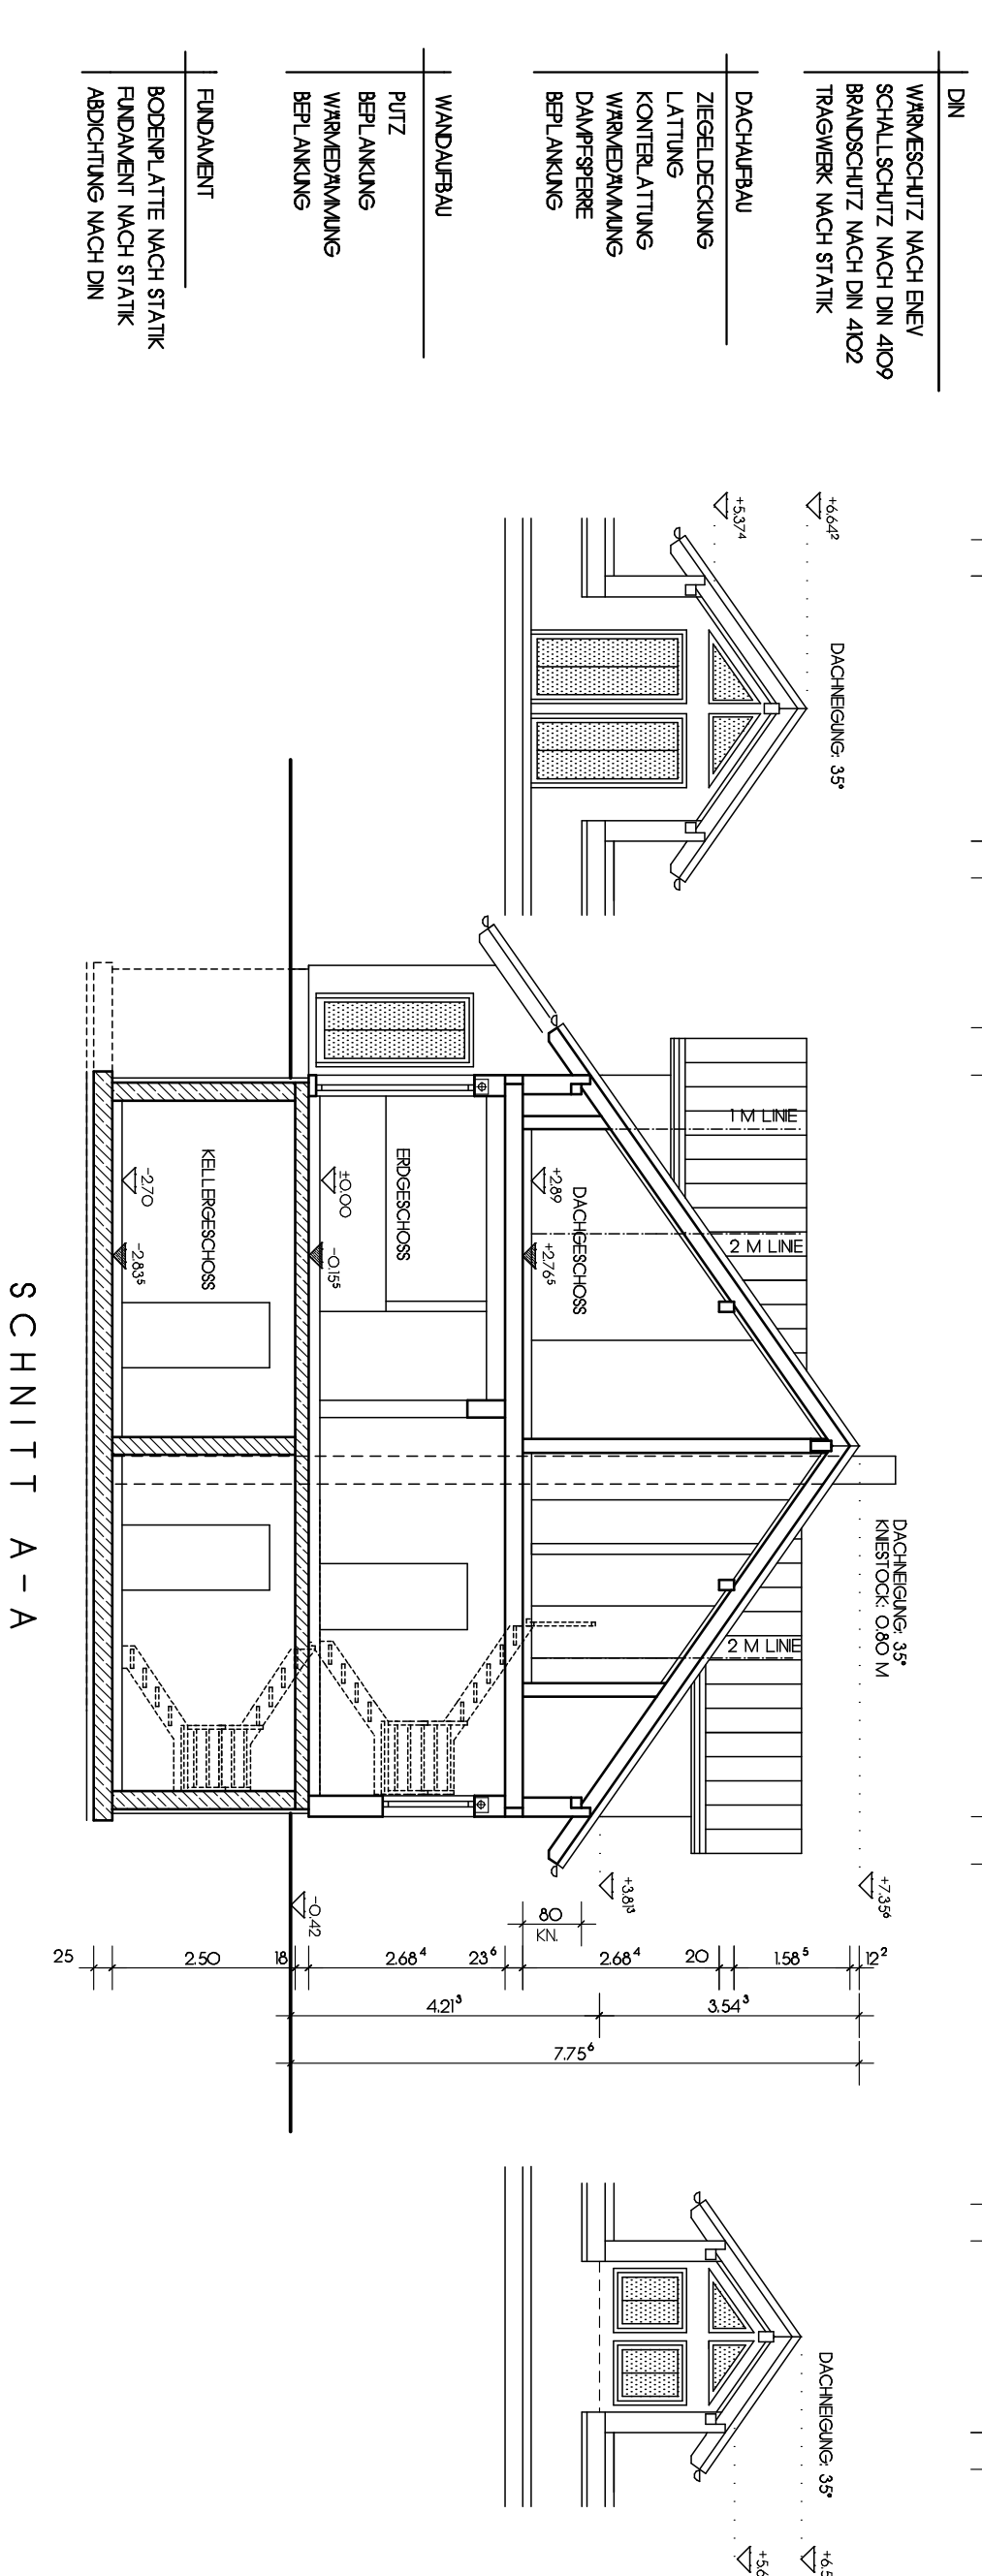 DIN
WÄRMESCHUTZ NACH ENEV
SCHALLSCHUTZ NACH DIN 4109
BRANDSCHUTZ NACH DIN 4102
TRAGWERK NACH STATIK
DACHAUFBAU
ZIEGELDECKUNG
LATTUNG
KONTERLATTUNG
WÄRMEDÄMMUNG
DAMPFSPERRE
BEPLANKUNG
WANDAUFBAU
PUTZ
BEPLANKUNG
WÄRMEDÄMMUNG
BEPLANKUNG
FUNDAMENT
BODENPLATTE NACH STATIK
FUNDAMENT NACH STATIK
ABDICHTUNG NACH DIN
+6.64²
+5.37⁴
DACHNEIGUNG: 35°
1 M LINIE
2 M LINIE
DACHGESCHOSS
+2.89
+2.76⁵
ERDGESCHOSS
±0.00
-0.15⁵
KELLERGESCHOSS
-2.70
-2.83⁵
DACHNEIGUNG: 35°
KNIESTOCK: 0.80 M
2 M LINIE
+7.35⁶
+3.81³
-0.42
80
KN.
25
2.50
18
2.68⁴
23⁶
2.68⁴
20
1.58⁵
12²
4.21³
3.54³
7.75⁶
DACHNEIGUNG: 35°
SCHNITT A-A